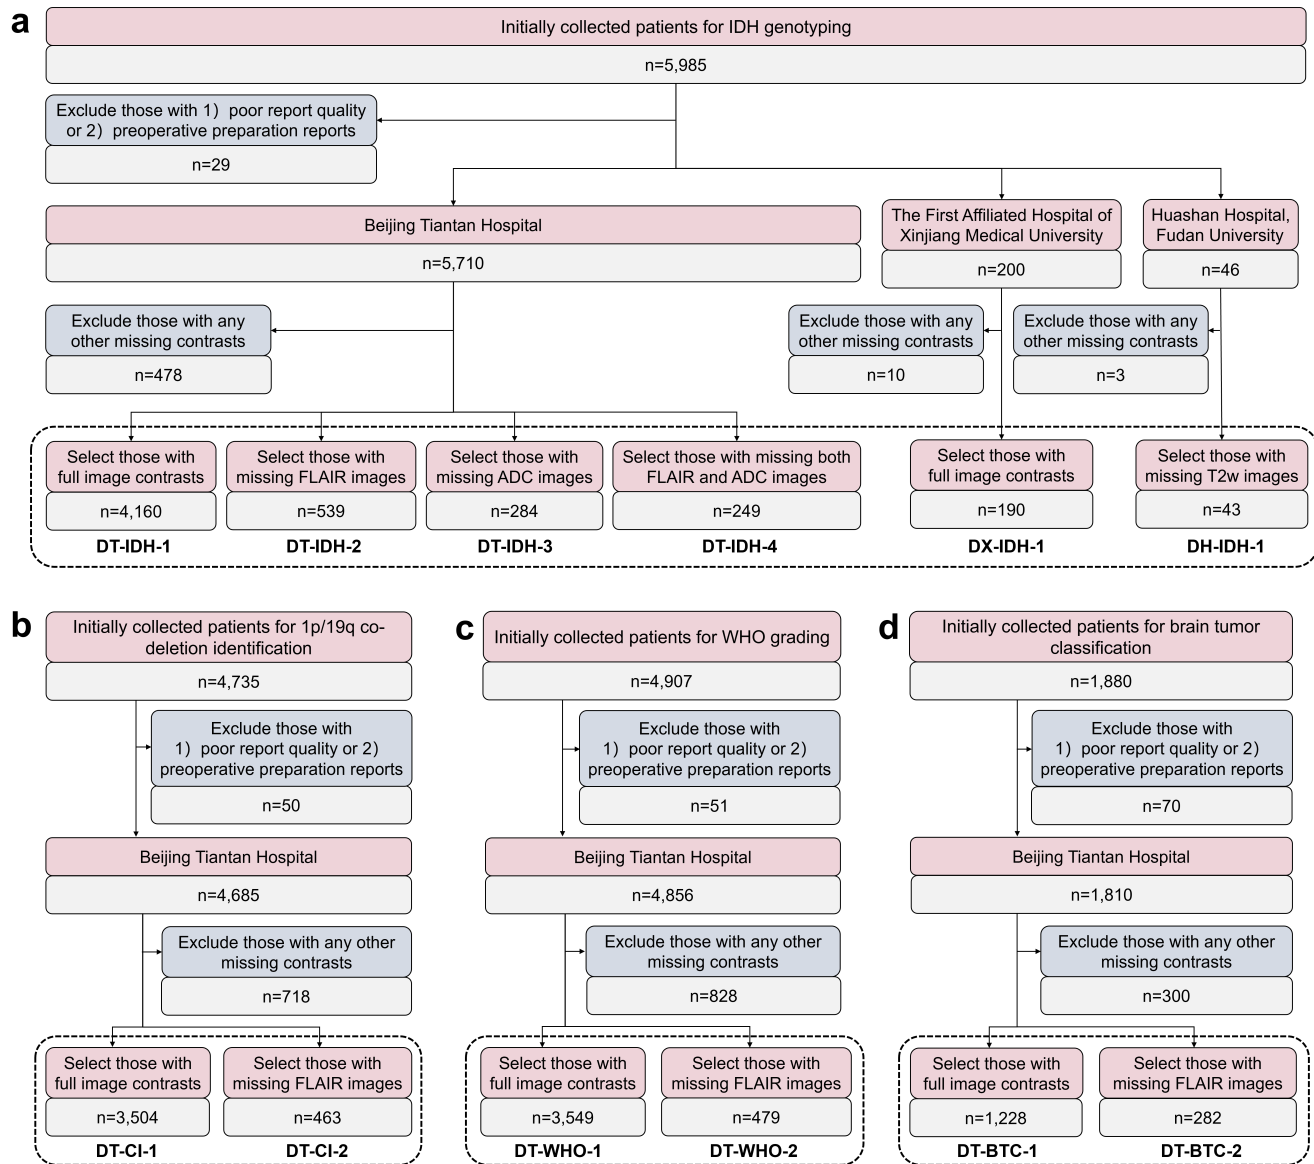 a
Initially collected patients for IDH genotyping
n=5,985
Exclude those with 1）poor report quality
or 2）preoperative preparation reports
n=29
Beijing Tiantan Hospital
n=5,710
The First Affiliated Hospital of
Xinjiang Medical University
n=200
Huashan Hospital,
Fudan University
n=46
Exclude those with any
other missing contrasts
n=478
Exclude those with any
other missing contrasts
n=10
Exclude those with any
other missing contrasts
n=3
Select those with
full image contrasts
n=4,160
DT-IDH-1
Select those with
missing FLAIR images
n=539
DT-IDH-2
Select those with
missing ADC images
n=284
DT-IDH-3
Select those with missing both
FLAIR and ADC images
n=249
DT-IDH-4
Select those with
full image contrasts
n=190
DX-IDH-1
Select those with
missing T2w images
n=43
DH-IDH-1
b
Initially collected patients for 1p/19q co-
deletion identification
n=4,735
Exclude those with
1）poor report quality or 2）
preoperative preparation reports
n=50
Beijing Tiantan Hospital
n=4,685
Exclude those with any other
missing contrasts
n=718
Select those with
full image contrasts
n=3,504
DT-CI-1
Select those with
missing FLAIR images
n=463
DT-CI-2
c
Initially collected patients for WHO grading
n=4,907
Exclude those with
1）poor report quality or 2）
preoperative preparation reports
n=51
Beijing Tiantan Hospital
n=4,856
Exclude those with any other
missing contrasts
n=828
Select those with
full image contrasts
n=3,549
DT-WHO-1
Select those with
missing FLAIR images
n=479
DT-WHO-2
d
Initially collected patients for brain tumor
classification
n=1,880
Exclude those with
1）poor report quality or 2）
preoperative preparation reports
n=70
Beijing Tiantan Hospital
n=1,810
Exclude those with any other
missing contrasts
n=300
Select those with
full image contrasts
n=1,228
DT-BTC-1
Select those with
missing FLAIR images
n=282
DT-BTC-2